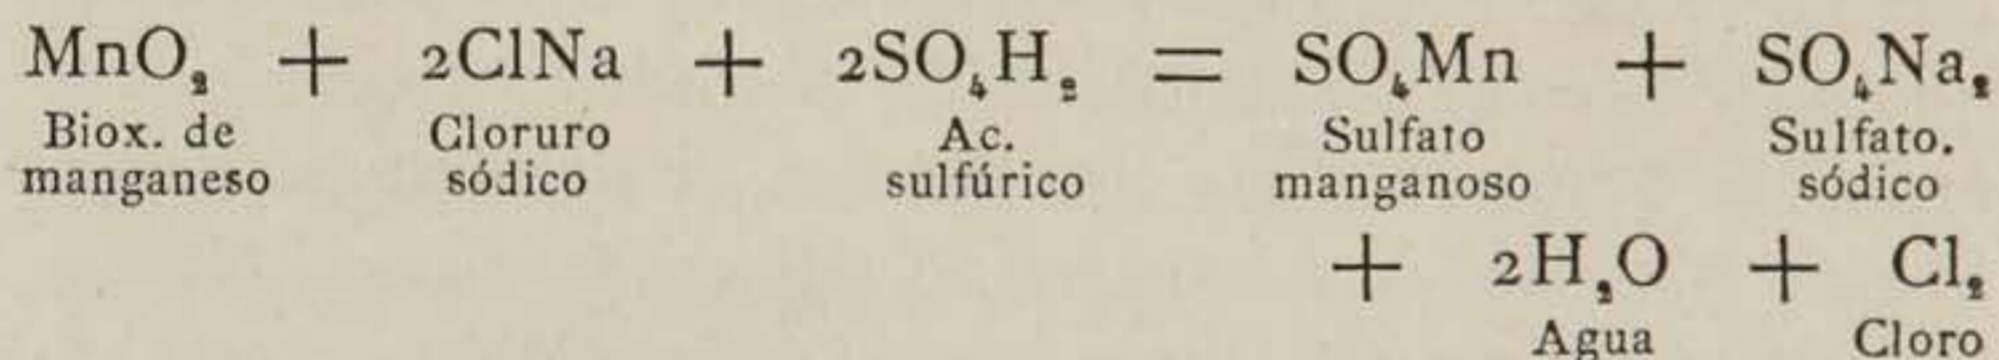 MnO₂ + 2ClNa + 2SO₄H₂ = SO₄Mn + SO₄Na₂
Biox. de Cloruro Ac. Sulfato Sulfato.
manganeso sódico sulfúrico manganoso sódico
+ 2H₂O + Cl₂
Agua Cloro